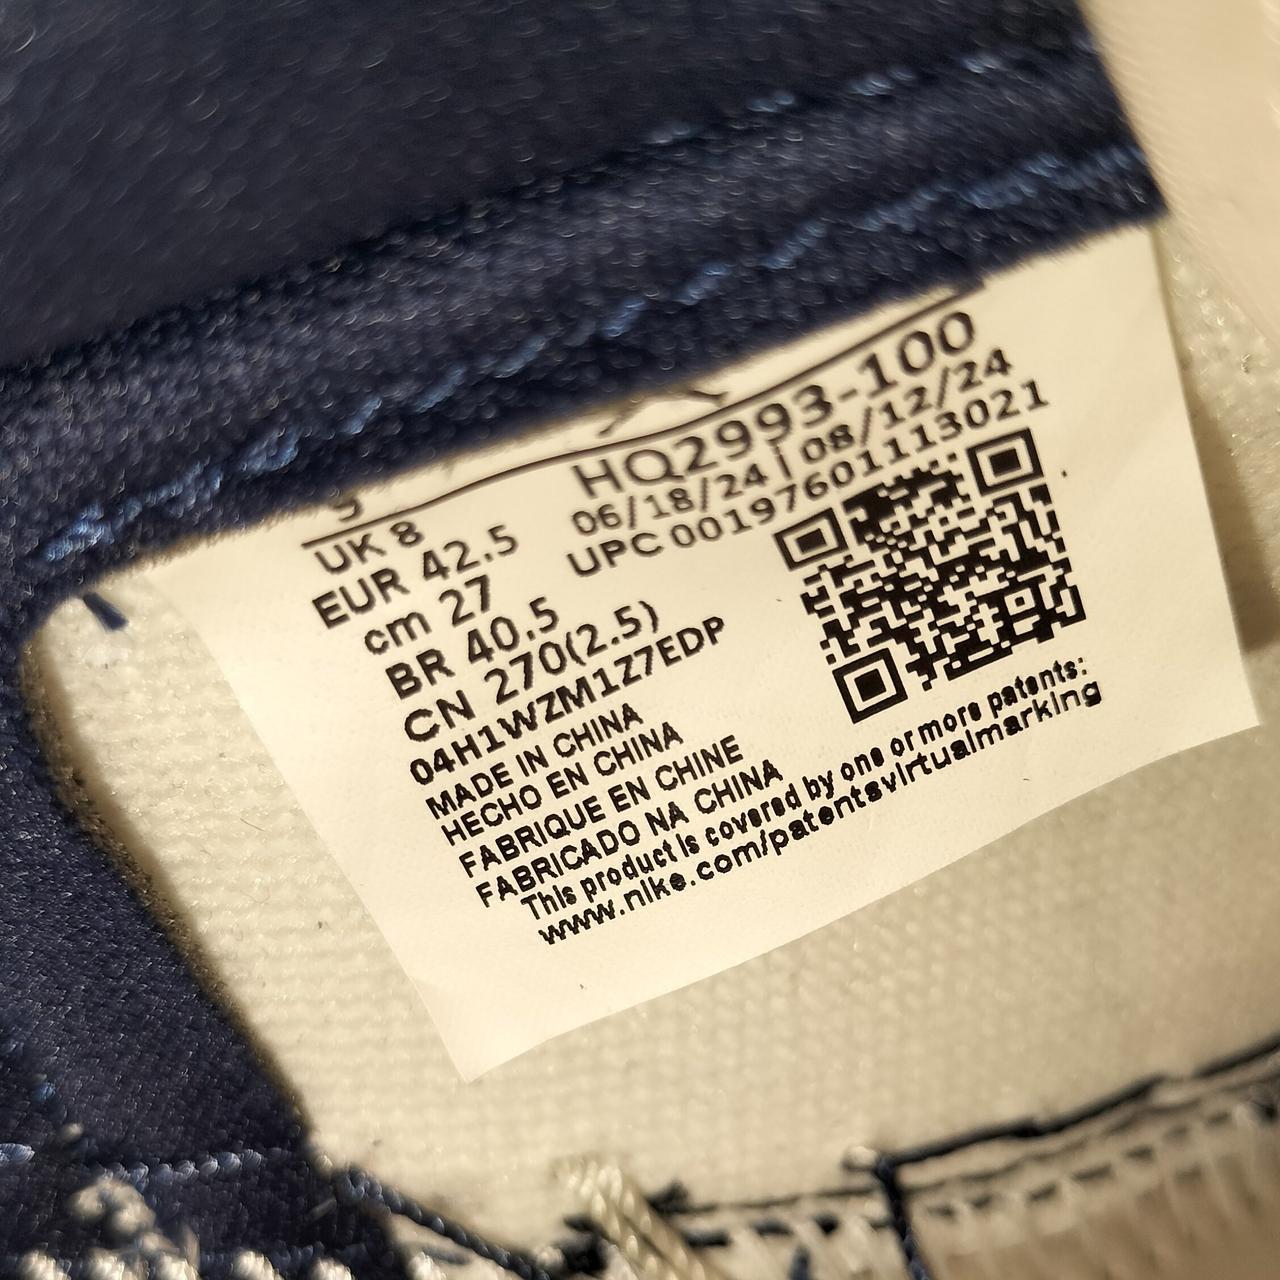 9
UK 8
EUR 42.5
cm 27
BR 40.5
CN 270(2.5)
04H1WZM1Z7EDP
HQ2993-100
06/18/24 | 08/12/24
UPC 00197601113021
MADE IN CHINA
HECHO EN CHINA
FABRIQUE EN CHINE
FABRICADO NA CHINA
This product is covered by one or more patents:
www.nike.com/patentsvirtualmarking